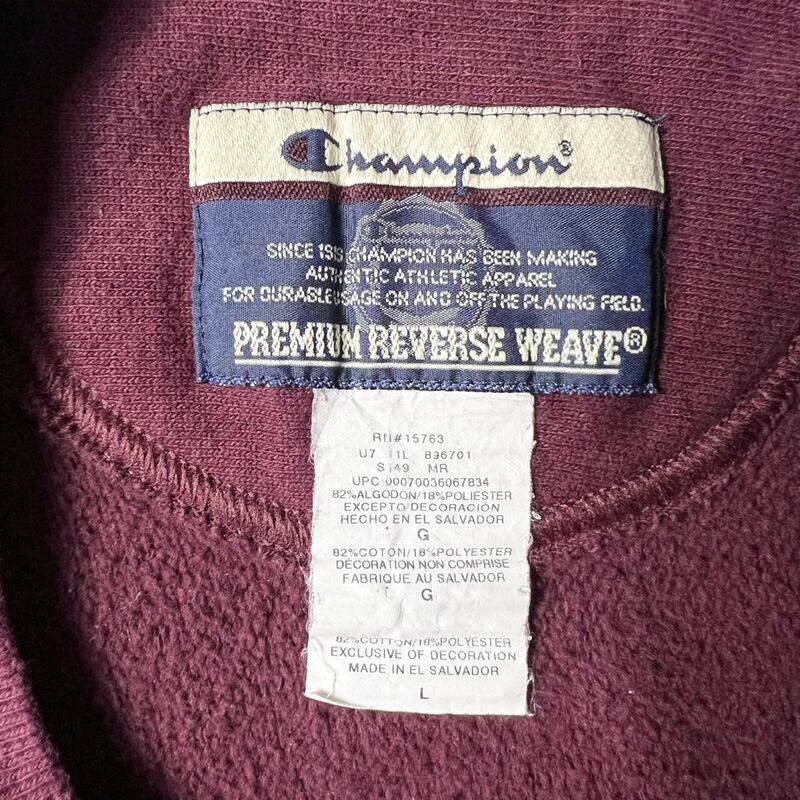 Champion®
Champion
SINCE 1919 CHAMPION HAS BEEN MAKING
AUTHENTIC ATHLETIC APPAREL
FOR DURABLE USAGE ON AND OFF THE PLAYING FIELD.
PREMIUM REVERSE WEAVE®
RN#15763
U7 11L 896701
S149 MR
UPC:00070036067834
82%ALGODON/18%POLIESTER
EXCEPTO DECORACIÓN
HECHO EN EL SALVADOR
G
82%COTON/18%POLYESTER
DÉCORATION NON COMPRISE
FABRIQUE AU SALVADOR
G
82%COTTON/18%POLYESTER
EXCLUSIVE OF DECORATION
MADE IN EL SALVADOR
L